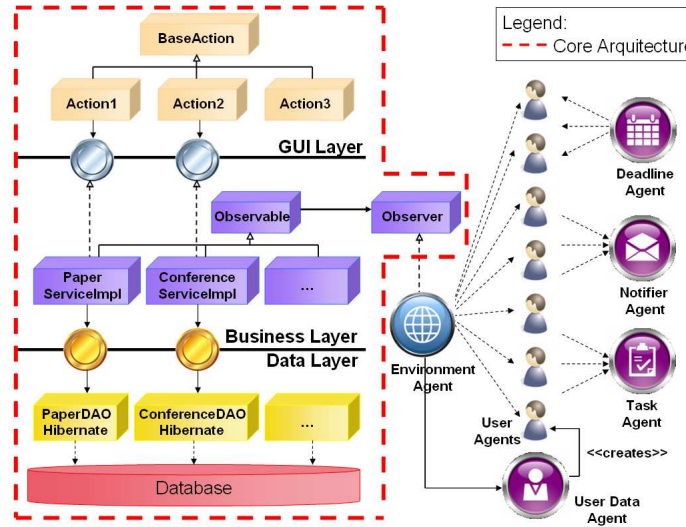 Legend:
Core Arquitecture
BaseAction
Action1
Action2
Action3
GUI Layer
Deadline
Agent
Observable
Observer
Paper
ServiceImpl
Conference
ServiceImpl
...
Notifier
Agent
Business Layer
Data Layer
Environment
Agent
PaperDAO
Hibernate
ConferenceDAO
Hibernate
...
User
Agents
Task
Agent
<<creates>>
Database
User Data
Agent